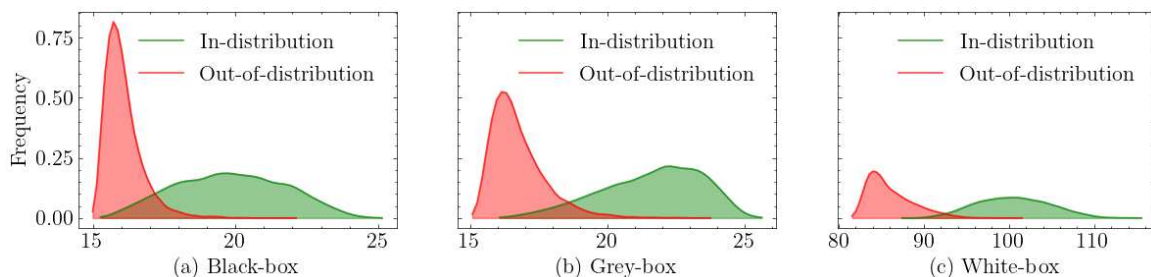 Frequency
0.75
0.50
0.25
0.00
In-distribution
Out-of-distribution
15 20 25
(a) Black-box
In-distribution
Out-of-distribution
20 25
(b) Grey-box
In-distribution
Out-of-distribution
80 90 100 110
(c) White-box